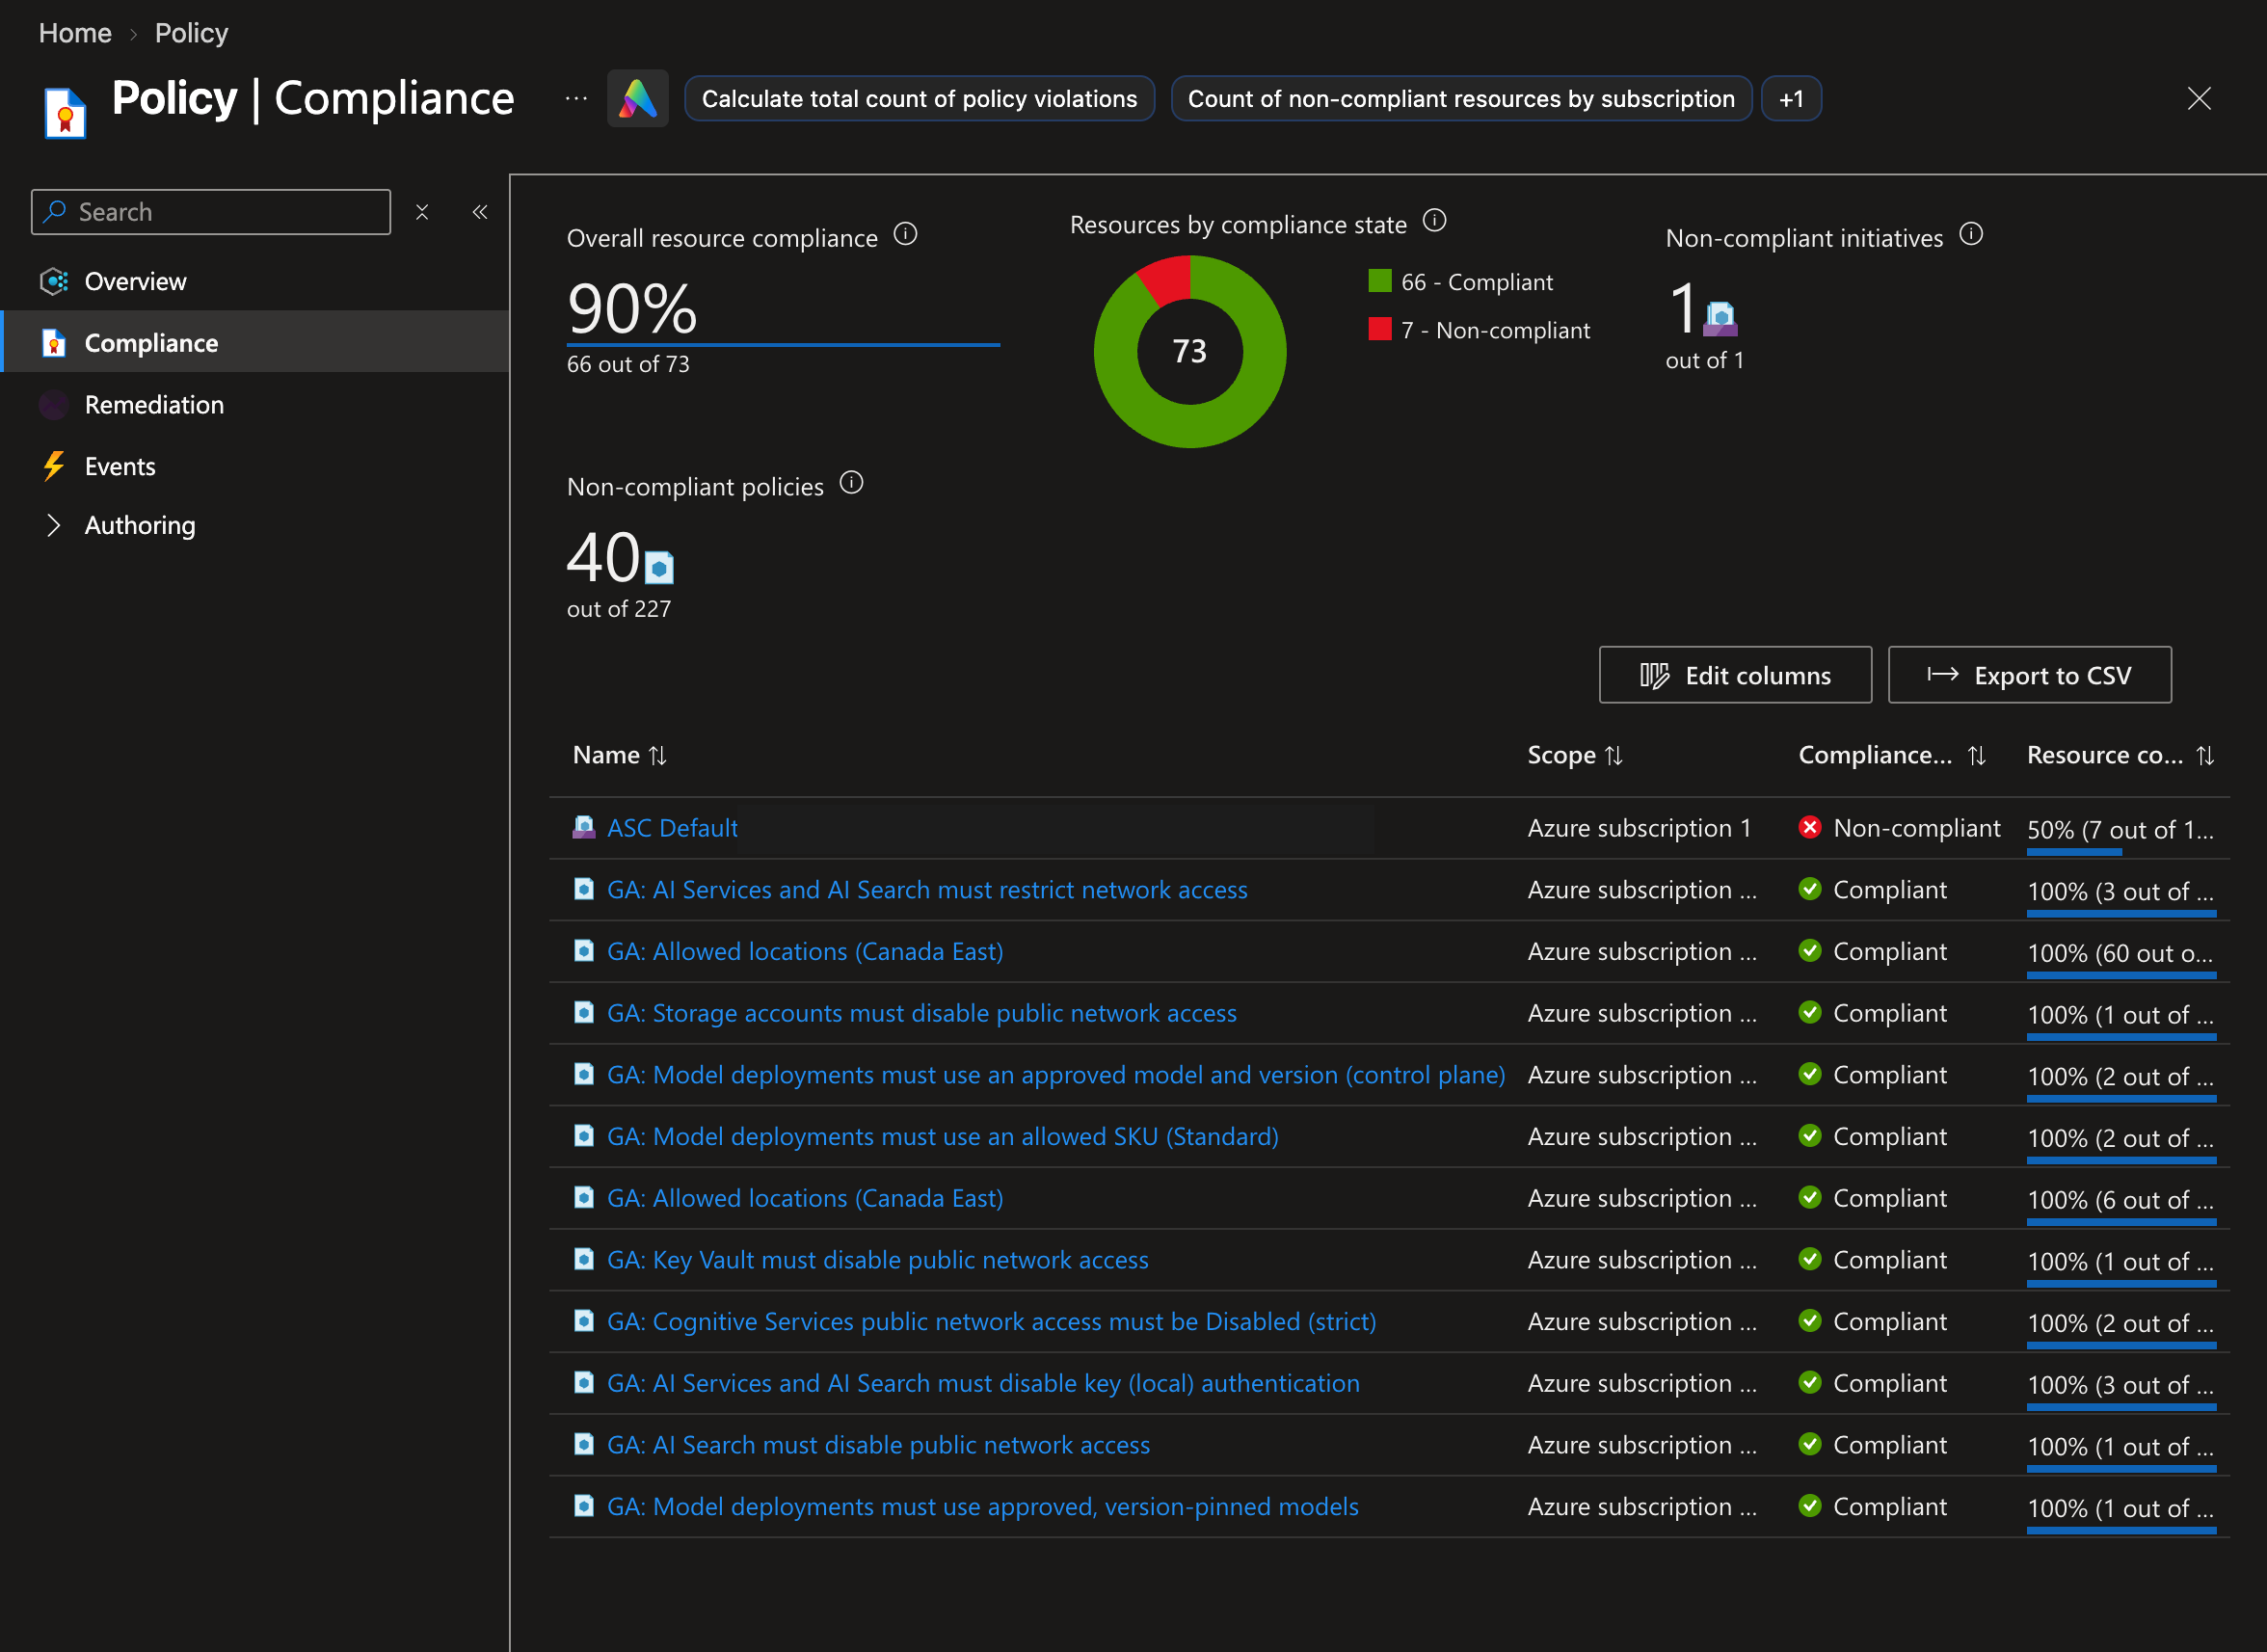 Home > Policy
Policy | Compliance
...
Calculate total count of policy violations
Count of non-compliant resources by subscription
+1
Search
Overview
Compliance
Remediation
Events
Authoring
Overall resource compliance
90%
66 out of 73
Resources by compliance state
73
66 - Compliant
7 - Non-compliant
Non-compliant initiatives
1
out of 1
Non-compliant policies
40
out of 227
Edit columns
Export to CSV
Name Scope Compliance... Resource co...
ASC Default Azure subscription 1 Non-compliant 50% (7 out of 1...
GA: AI Services and AI Search must restrict network access Azure subscription ... Compliant 100% (3 out of ...
GA: Allowed locations (Canada East) Azure subscription ... Compliant 100% (60 out o...
GA: Storage accounts must disable public network access Azure subscription ... Compliant 100% (1 out of ...
GA: Model deployments must use an approved model and version (control plane) Azure subscription ... Compliant 100% (2 out of ...
GA: Model deployments must use an allowed SKU (Standard) Azure subscription ... Compliant 100% (2 out of ...
GA: Allowed locations (Canada East) Azure subscription ... Compliant 100% (6 out of ...
GA: Key Vault must disable public network access Azure subscription ... Compliant 100% (1 out of ...
GA: Cognitive Services public network access must be Disabled (strict) Azure subscription ... Compliant 100% (2 out of ...
GA: AI Services and AI Search must disable key (local) authentication Azure subscription ... Compliant 100% (3 out of ...
GA: AI Search must disable public network access Azure subscription ... Compliant 100% (1 out of ...
GA: Model deployments must use approved, version-pinned models Azure subscription ... Compliant 100% (1 out of ...